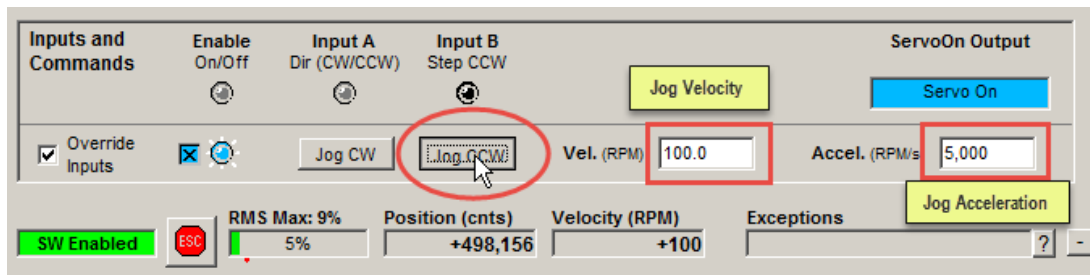 Inputs and Commands
Enable On/Off
Input A Dir (CW/CCW)
Input B Step CCW
ServoOn Output
Jog Velocity
Servo On
Override Inputs
Jog CW
Jog CCW
Vel. (RPM) 100.0
Accel. (RPM/s 5,000
Jog Acceleration
SW Enabled
ESC
RMS Max: 9%
5%
Position (cnts)
+498,156
Velocity (RPM)
+100
Exceptions
?
-